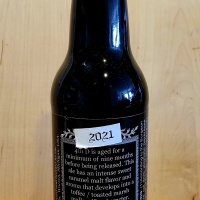 2021
is aged for a
minimum of nine months
before being released. This
ale has an intense sweet
caramel malt flavor and
aroma that develops into a
toffee / toasted marsh